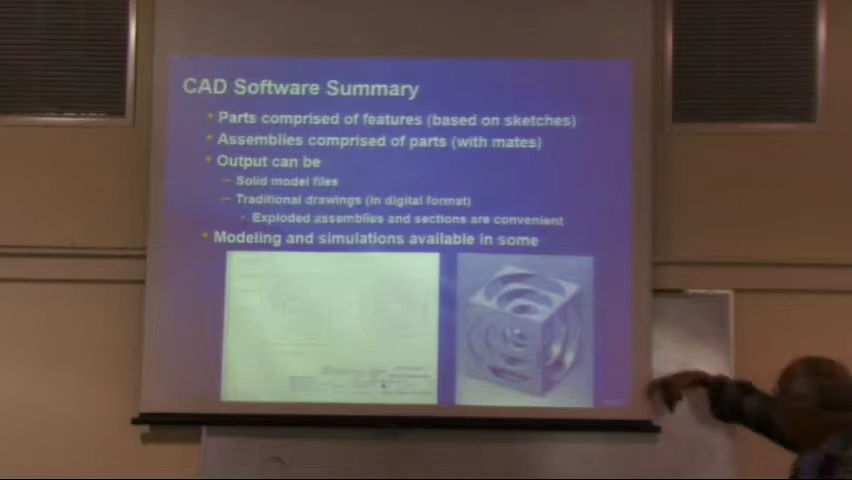 CAD Software Summary
Parts comprised of features (based on sketches)
Assemblies comprised of parts (with mates)
Output can be
Solid model files
Traditional drawings (in digital format)
Exploded assemblies and sections are convenient
Modeling and simulations available in some